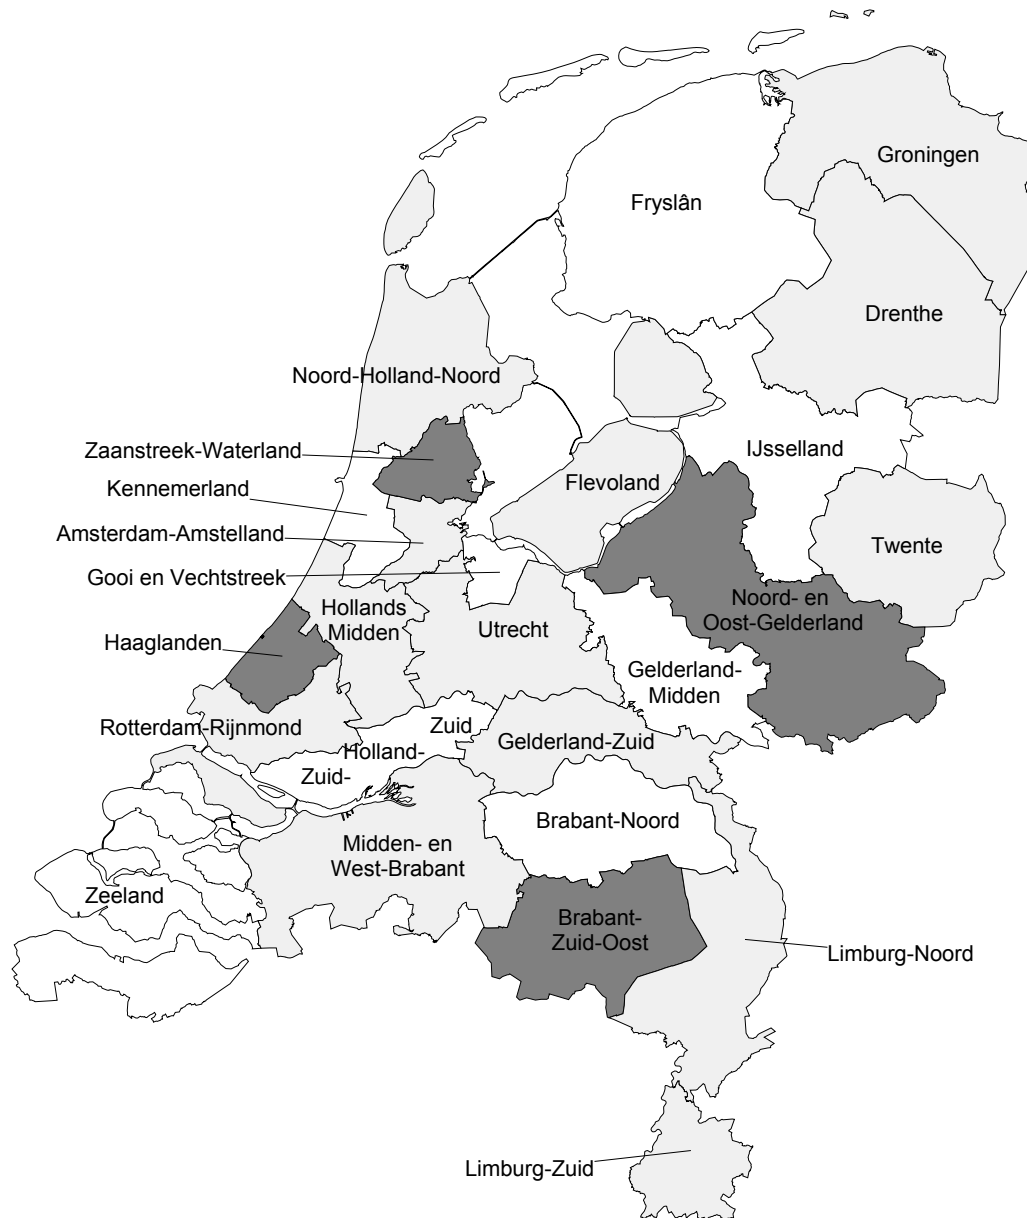 Groningen
Fryslân
Drenthe
Noord-Holland-Noord
Zaanstreek-Waterland
IJsselland
Kennemerland
Flevoland
Amsterdam-Amstelland
Twente
Gooi en Vechtstreek
Noord- en
Oost-Gelderland
Hollands
Midden
Utrecht
Haaglanden
Gelderland-
Midden
Rotterdam-Rijnmond
Zuid
Holland-
Zuid-
Gelderland-Zuid
Brabant-Noord
Midden- en
West-Brabant
Zeeland
Brabant-
Zuid-Oost
Limburg-Noord
Limburg-Zuid